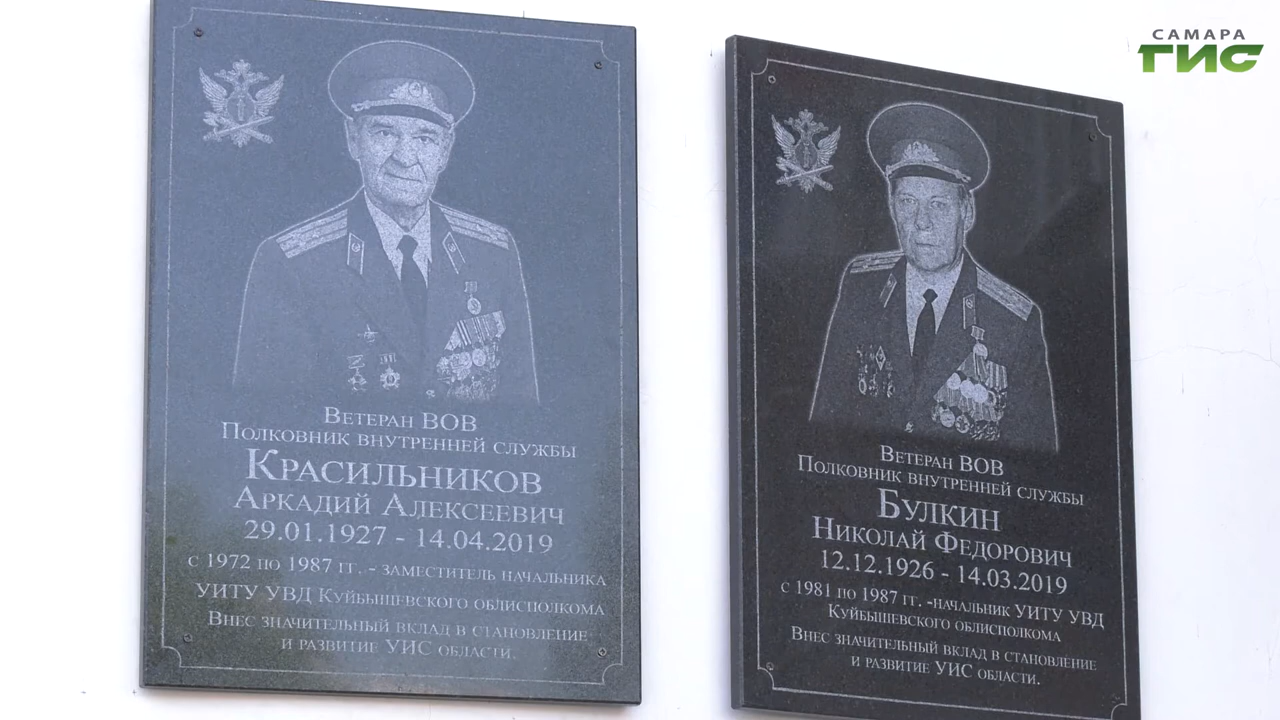 САМАРА
ГИС
Ветеран ВОВ
Полковник внутренней службы
Красильников
Аркадий Алексеевич
29.01.1927 - 14.04.2019
с 1972 по 1987 гг. - заместитель начальника
УИТУ УВД Куйбышевского облисполкома
Внес значительный вклад в становление
и развитие УИС области.
Ветеран ВОВ
Полковник внутренней службы
Булкин
Николай Федорович
12.12.1926 - 14.03.2019
с 1981 по 1987 гг. -начальник УИТУ УВД
Куйбышевского облисполкома
Внес значительный вклад в становление
и развитие УИС области.